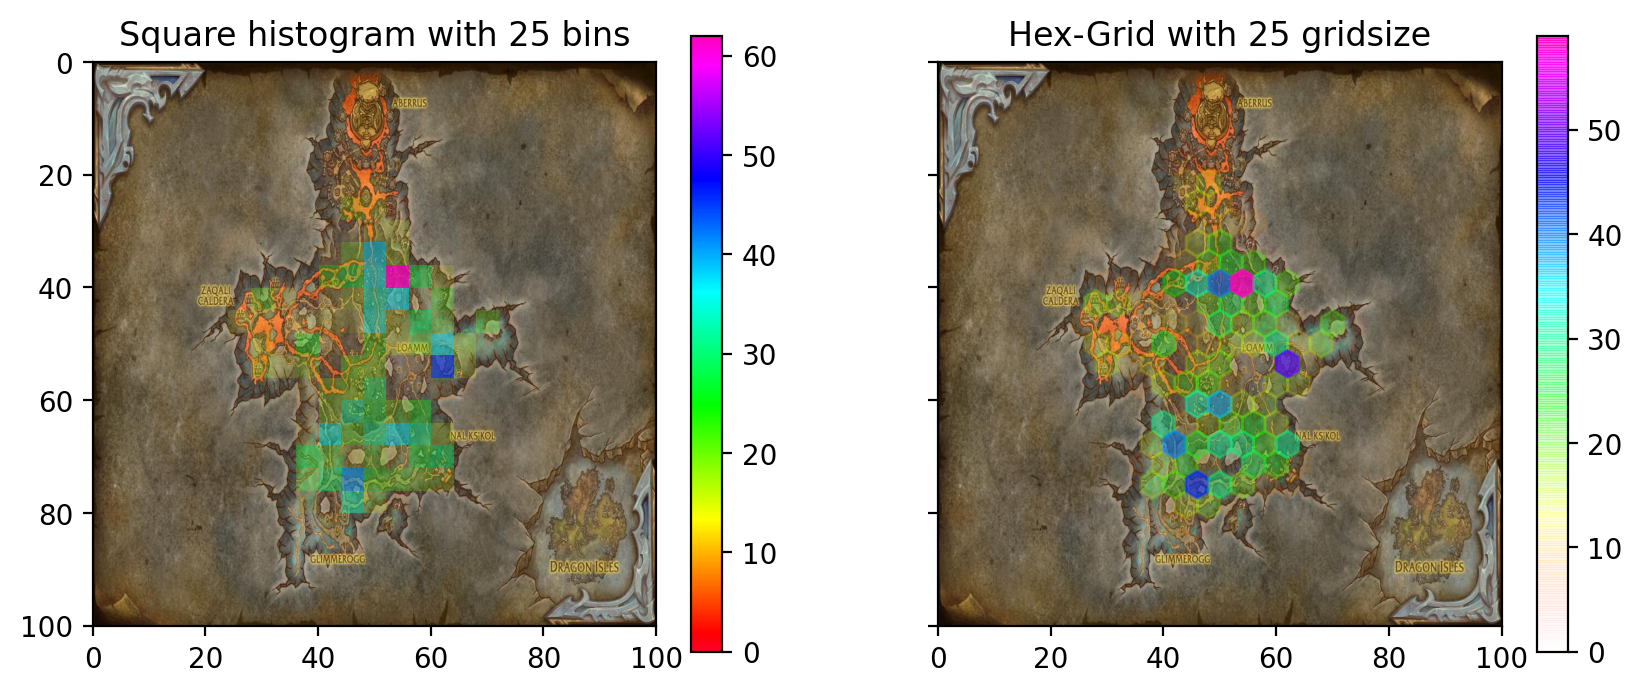 Square histogram with 25 bins
0
20
40
60
80
100
0
20
40
60
80
100
ABERRUS
ZAQALI
CALDERA
LOAMM
NAL KS'KOL
GLIMMEROGG
DRAGON ISLES
60
50
40
30
20
10
0
Hex-Grid with 25 gridsize
0
20
40
60
80
100
ABERRUS
ZAQALI
CALDERA
LOAMM
NAL KS'KOL
GLIMMEROGG
DRAGON ISLES
50
40
30
20
10
0